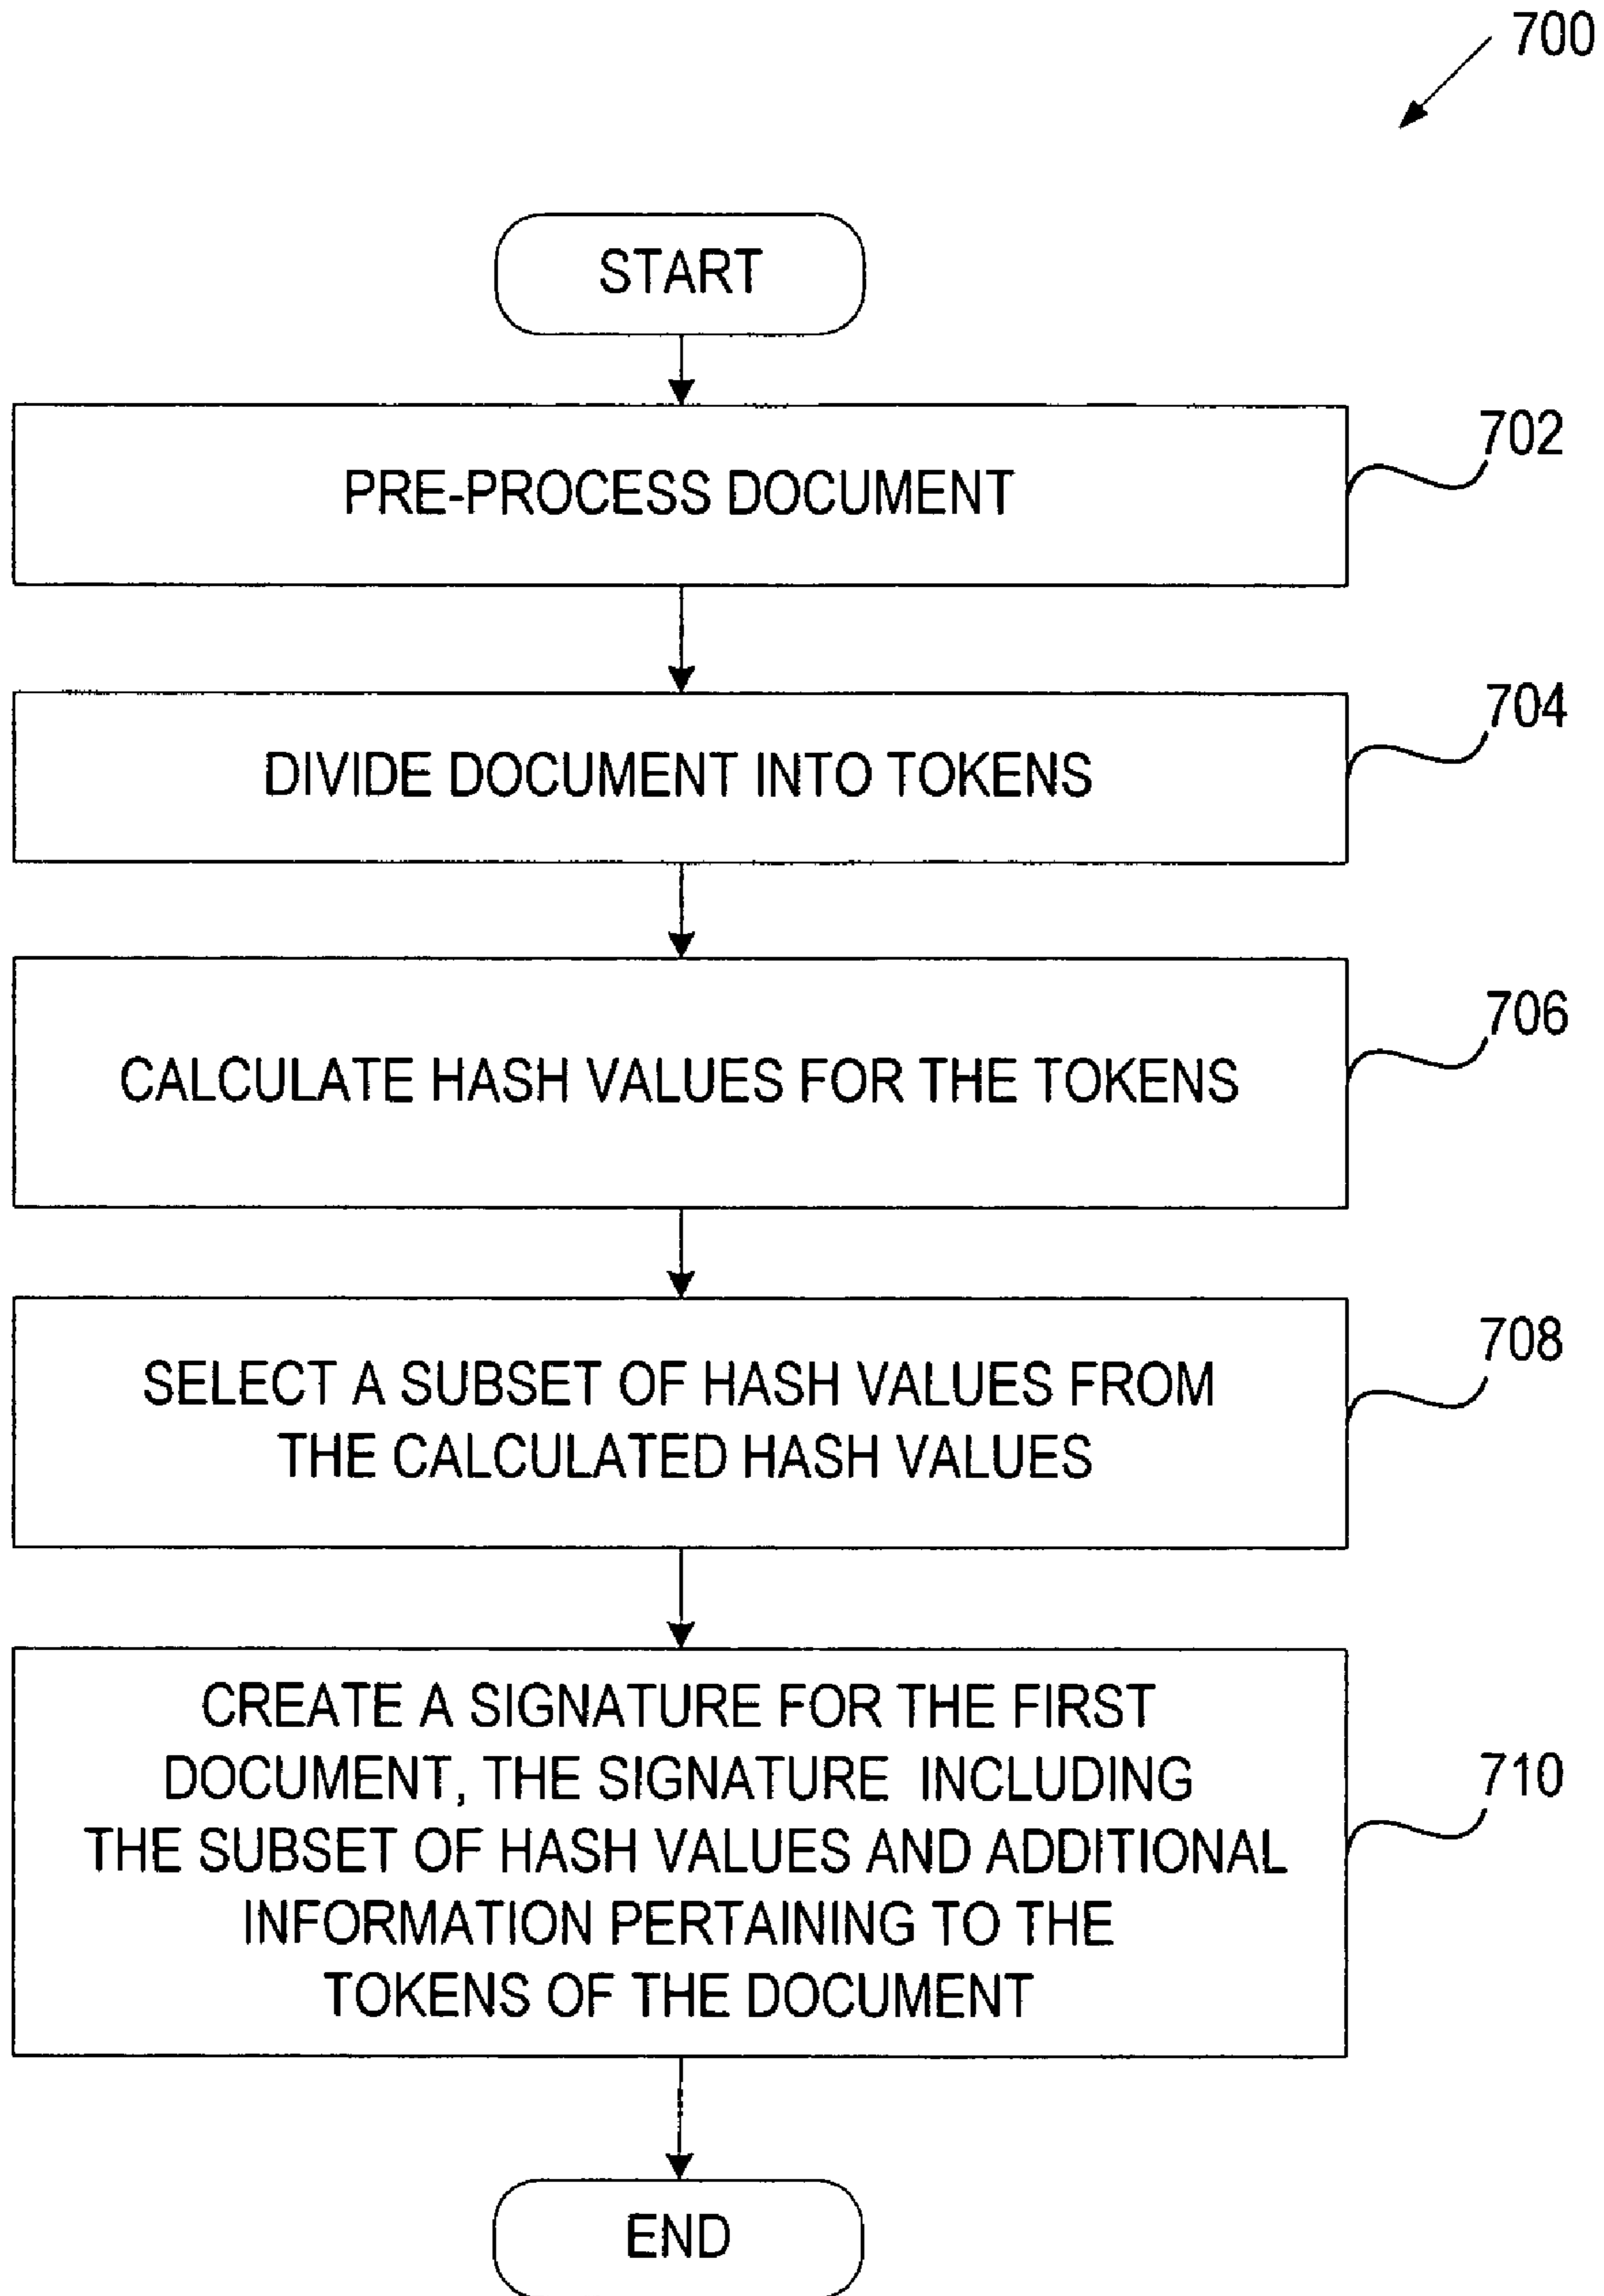 700
START
702
PRE-PROCESS DOCUMENT
704
DIVIDE DOCUMENT INTO TOKENS
706
CALCULATE HASH VALUES FOR THE TOKENS
708
SELECT A SUBSET OF HASH VALUES FROM
THE CALCULATED HASH VALUES
CREATE A SIGNATURE FOR THE FIRST
710
DOCUMENT, THE SIGNATURE INCLUDING
THE SUBSET OF HASH VALUES AND ADDITIONAL
INFORMATION PERTAINING TO THE
TOKENS OF THE DOCUMENT
END